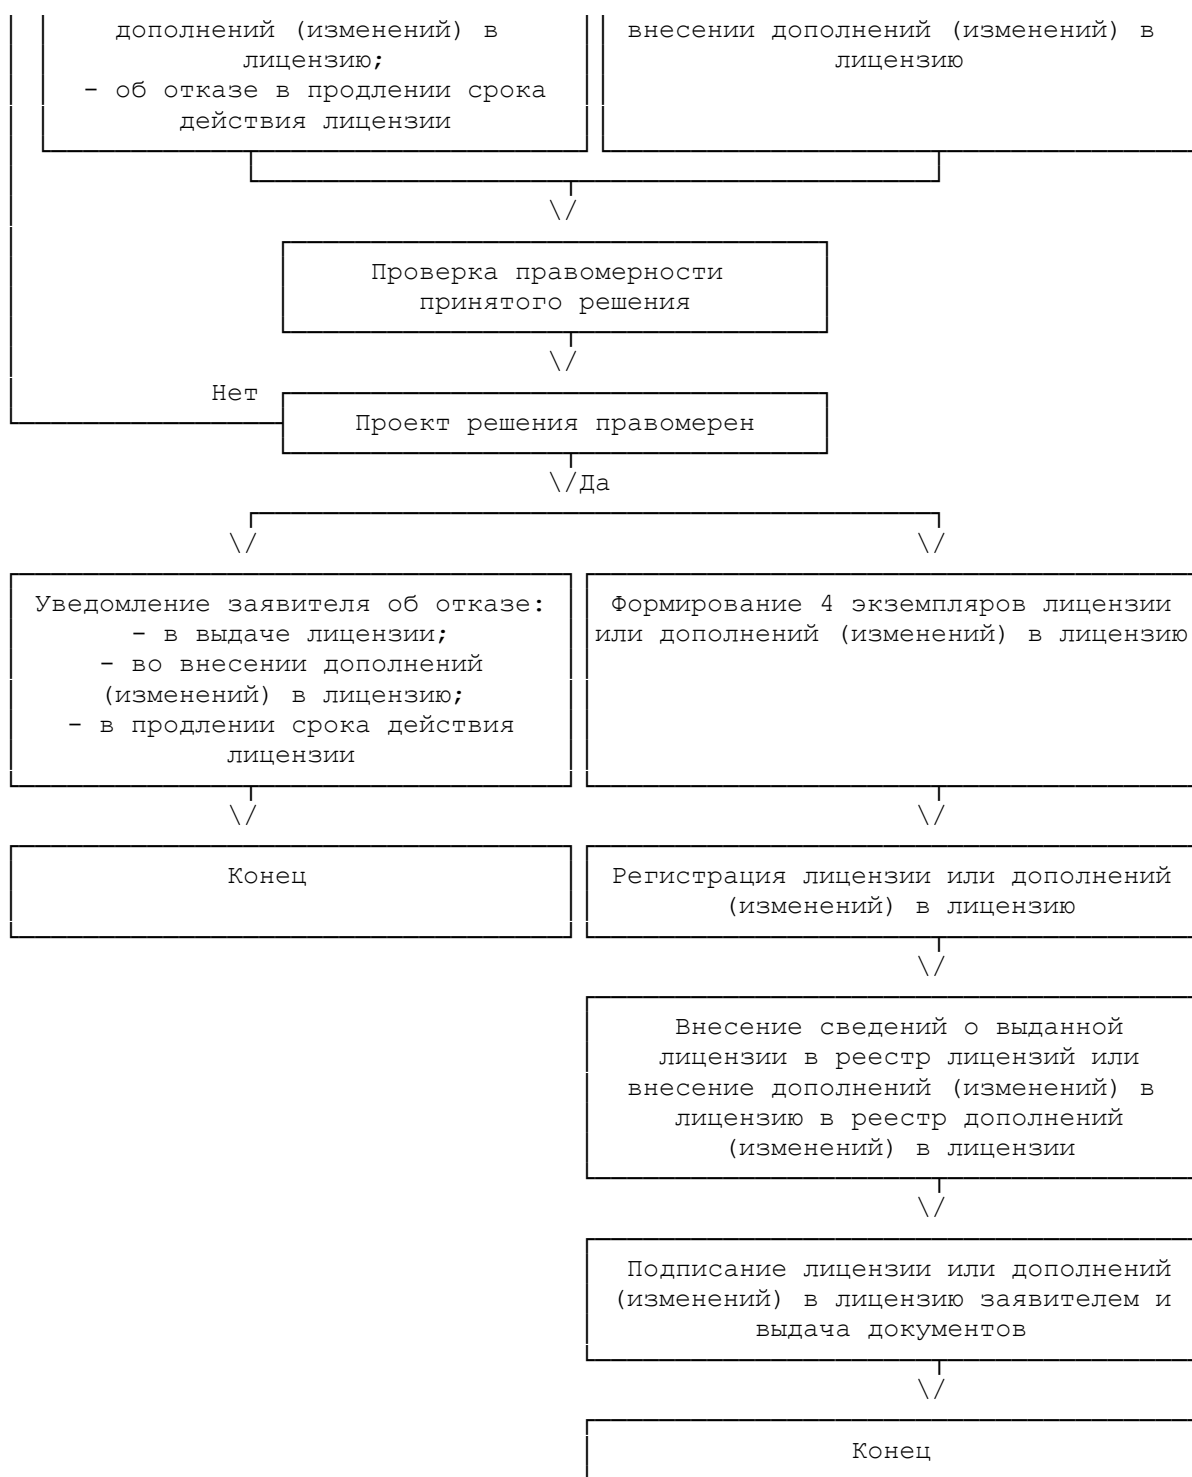 дополнений (изменений) в
лицензию;
- об отказе в продлении срока
действия лицензии
внесении дополнений (изменений) в
лицензию
\/
Проверка правомерности
принятого решения
\/
Нет
Проект решения правомерен
\/Да
\/
\/
Уведомление заявителя об отказе:
- в выдаче лицензии;
- во внесении дополнений
(изменений) в лицензию;
- в продлении срока действия
лицензии
Формирование 4 экземпляров лицензии
или дополнений (изменений) в лицензию
\/
\/
Конец
Регистрация лицензии или дополнений
(изменений) в лицензию
\/
Внесение сведений о выданной
лицензии в реестр лицензий или
внесение дополнений (изменений) в
лицензию в реестр дополнений
(изменений) в лицензии
\/
Подписание лицензии или дополнений
(изменений) в лицензию заявителем и
выдача документов
\/
Конец